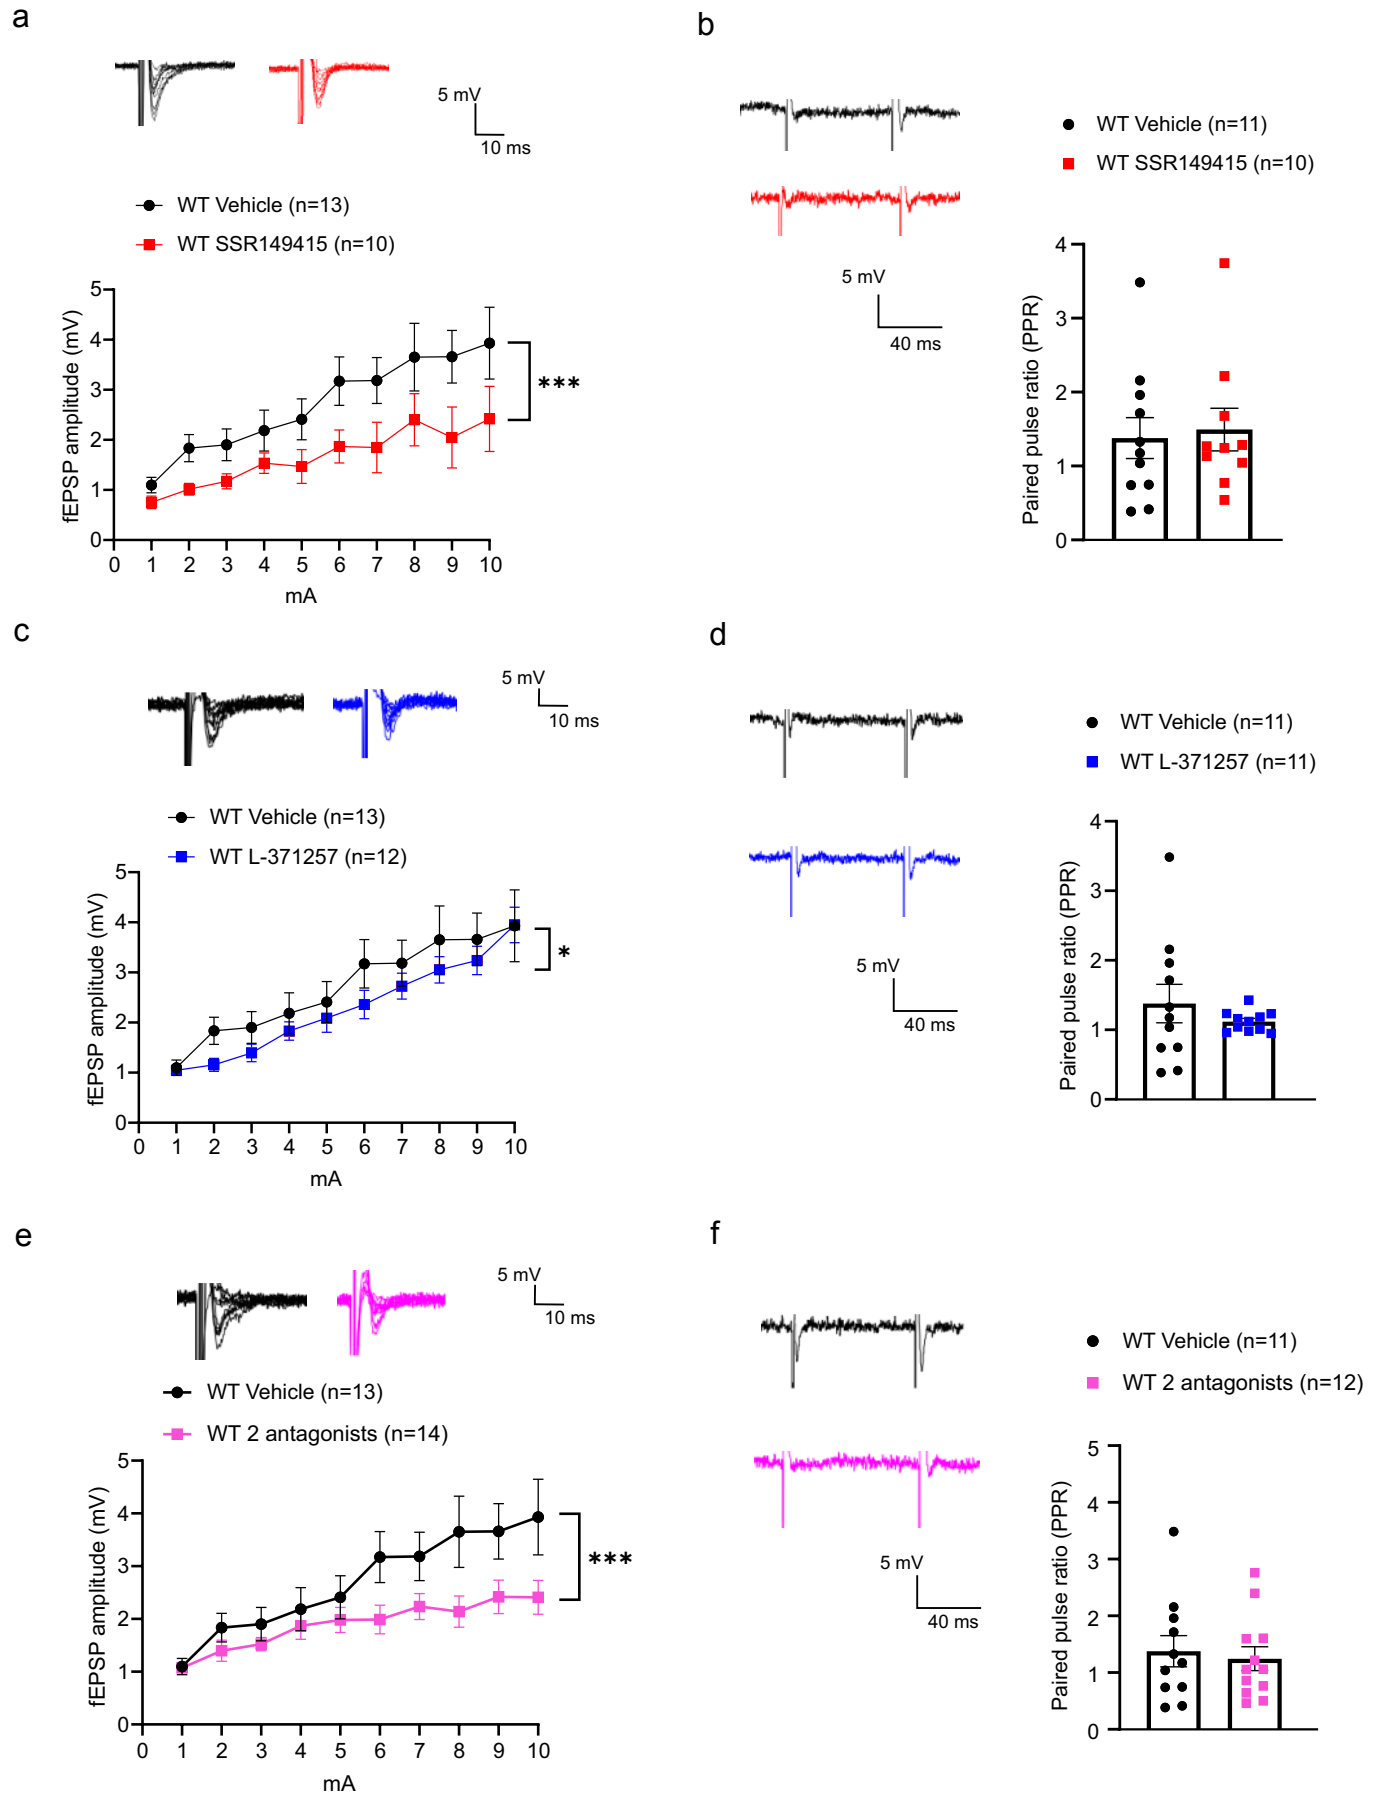 a
5 mV
10 ms
WT Vehicle (n=13)
WT SSR149415 (n=10)
fEPSP amplitude (mV)
5
4
3
2
1
0
***
0 1 2 3 4 5 6 7 8 9 10
mA
b
5 mV
40 ms
WT Vehicle (n=11)
WT SSR149415 (n=10)
Paired pulse ratio (PPR)
4
3
2
1
0
c
5 mV
10 ms
WT Vehicle (n=13)
WT L-371257 (n=12)
fEPSP amplitude (mV)
5
4
3
2
1
0
*
0 1 2 3 4 5 6 7 8 9 10
mA
d
5 mV
40 ms
WT Vehicle (n=11)
WT L-371257 (n=11)
Paired pulse ratio (PPR)
4
3
2
1
0
e
5 mV
10 ms
WT Vehicle (n=13)
WT 2 antagonists (n=14)
fEPSP amplitude (mV)
5
4
3
2
1
0
***
0 1 2 3 4 5 6 7 8 9 10
mA
f
5 mV
40 ms
WT Vehicle (n=11)
WT 2 antagonists (n=12)
Paired pulse ratio (PPR)
5
4
3
2
1
0